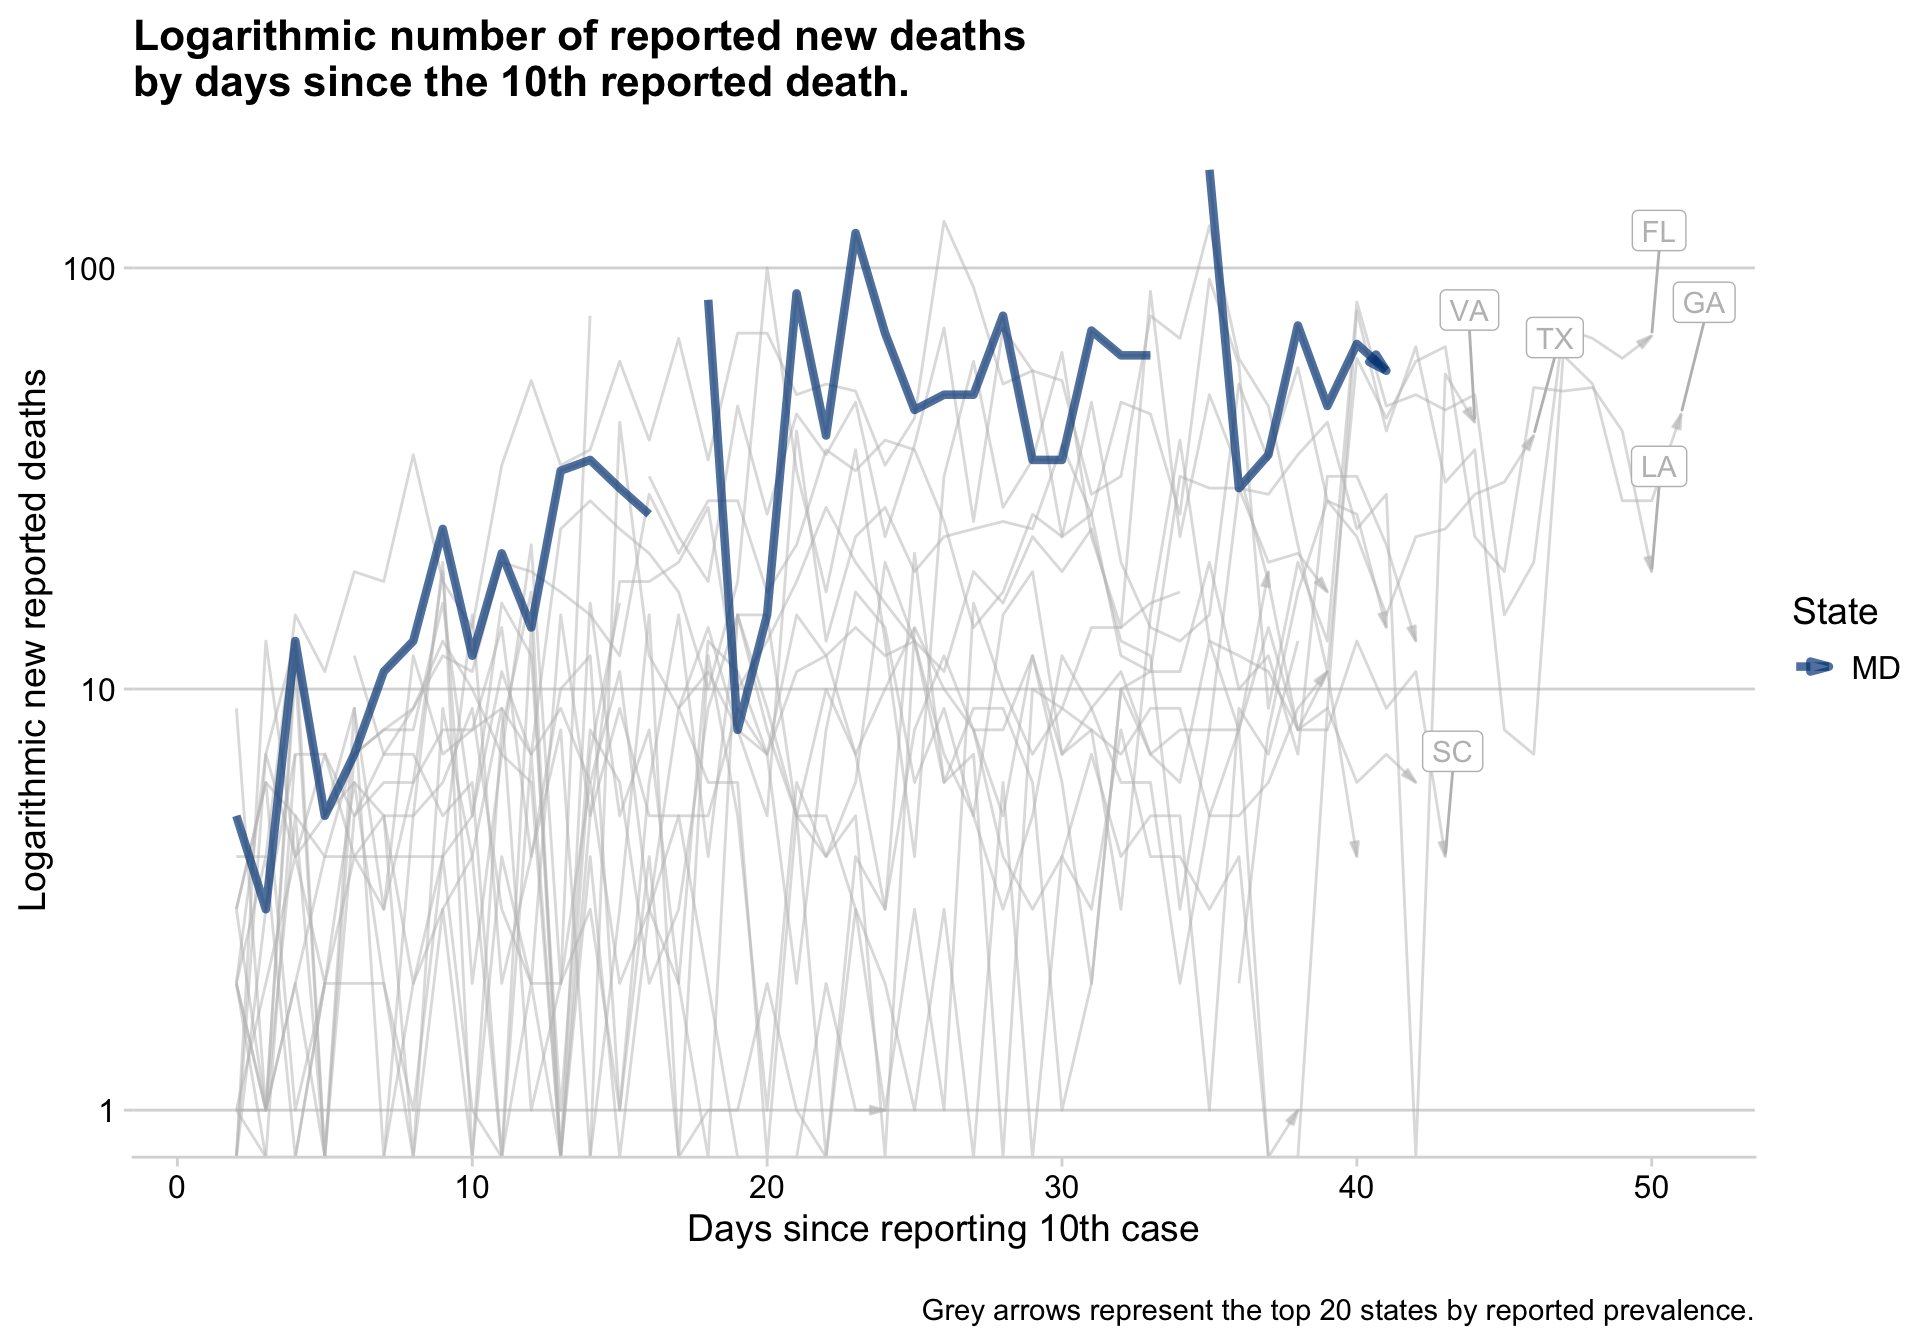 Logarithmic number of reported new deaths
by days since the 10th reported death.
Logarithmic new reported deaths
100
10
1
FL
GA
VA
TX
LA
SC
State
MD
0 10 20 30 40 50
Days since reporting 10th case
Grey arrows represent the top 20 states by reported prevalence.